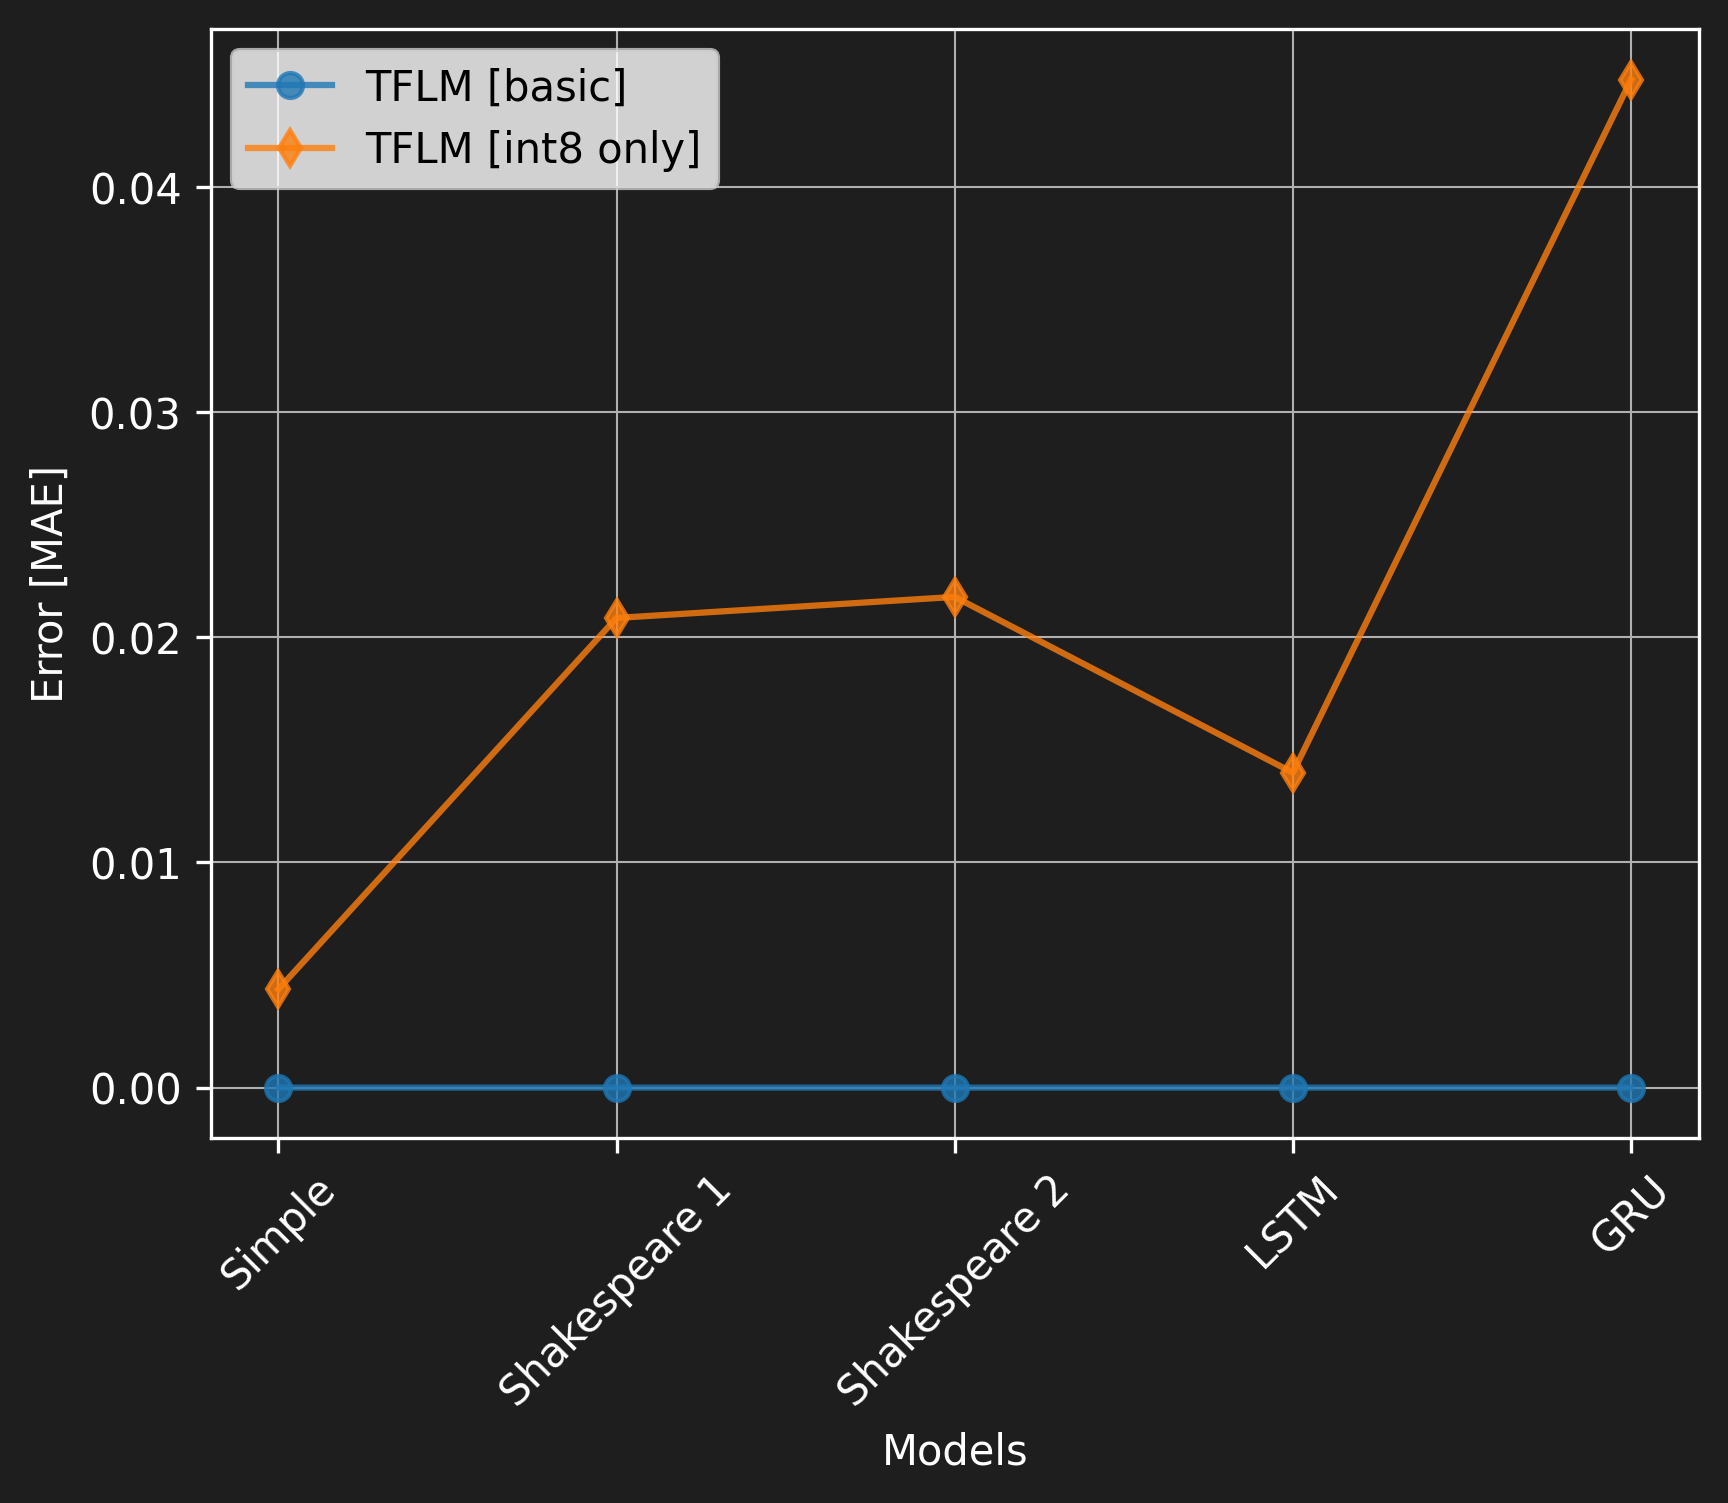 TFLM [basic]
TFLM [int8 only]
0.04
0.03
0.02
0.01
0.00
Error [MAE]
Simple
Shakespeare 1
Shakespeare 2
LSTM
GRU
Models